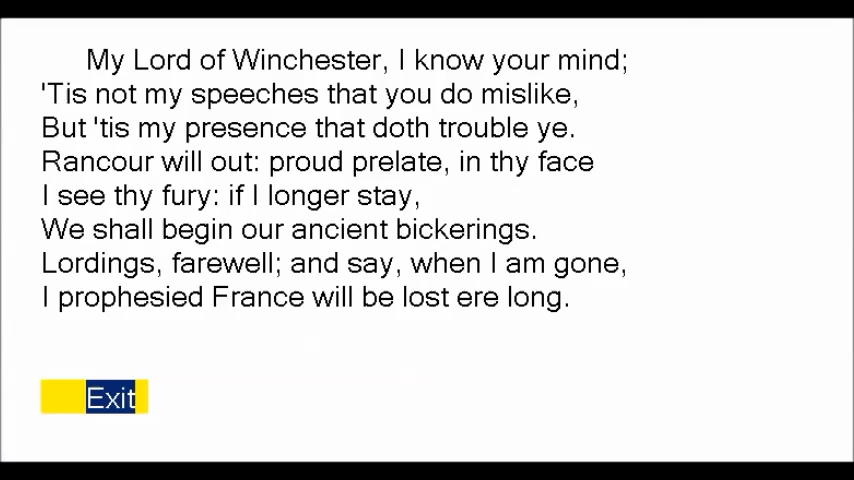 My Lord of Winchester, I know your mind;
'Tis not my speeches that you do mislike,
But 'tis my presence that doth trouble ye.
Rancour will out: proud prelate, in thy face
I see thy fury: if I longer stay,
We shall begin our ancient bickerings.
Lordings, farewell; and say, when I am gone,
I prophesied France will be lost ere long.
Exit